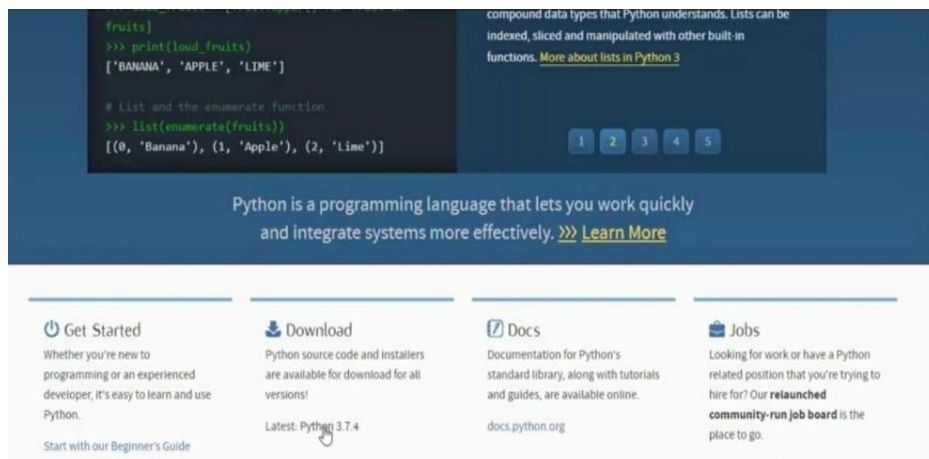 fruits]
>>> print(loud_fruits)
['BANANA', 'APPLE', 'LIME']
# List and the enumerate function
>>> list(enumerate(fruits))
[(0, 'Banana'), (1, 'Apple'), (2, 'Lime')]
compound data types that Python understands. Lists can be
indexed, sliced and manipulated with other built-in
functions. More about lists in Python 3
1 2 3 4 5
Python is a programming language that lets you work quickly
and integrate systems more effectively. >>> Learn More
Get Started
Whether you're new to
programming or an experienced
developer, it's easy to learn and use
Python.
Start with our Beginner's Guide
Download
Python source code and installers
are available for download for all
versions!
Latest: Python 3.7.4
Docs
Documentation for Python's
standard library, along with tutorials
and guides, are available online.
docs.python.org
Jobs
Looking for work or have a Python
related position that you're trying to
hire for? Our relaunched
community-run job board is the
place to go.